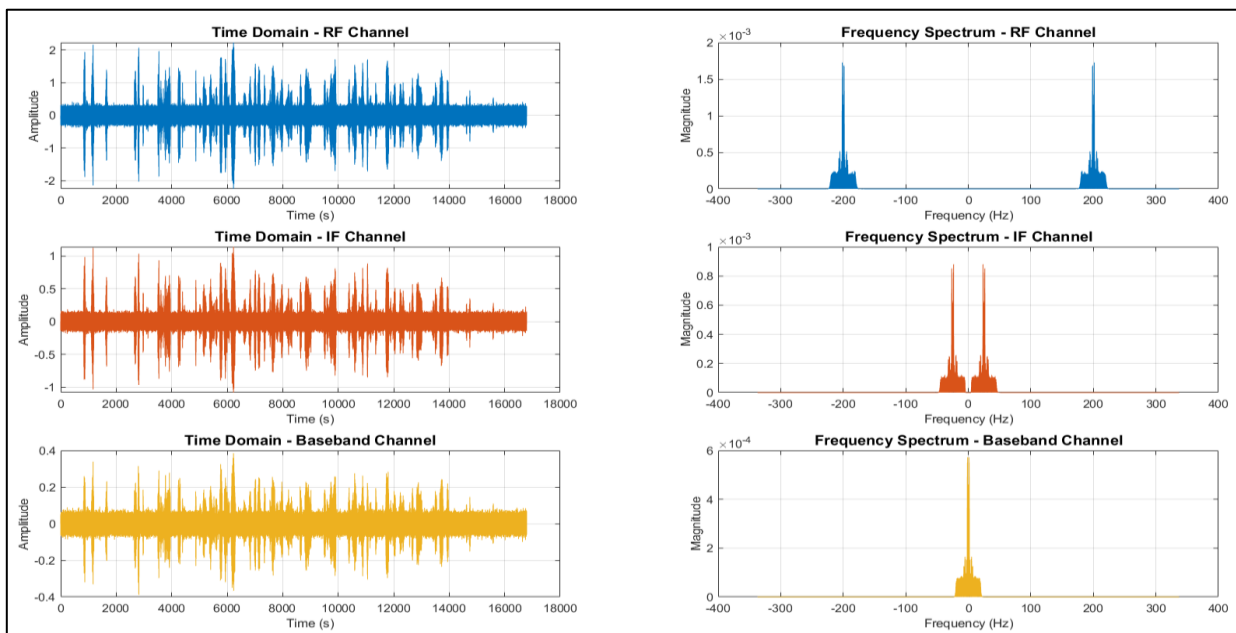 Time Domain - RF Channel
Amplitude
2
1
0
-1
-2
0 2000 4000 6000 8000 10000 12000 14000 16000 18000
Time (s)
Frequency Spectrum - RF Channel
×10⁻³
Magnitude
2
1.5
1
0.5
0
-400 -300 -200 -100 0 100 200 300 400
Frequency (Hz)
Time Domain - IF Channel
Amplitude
1
0.5
0
-0.5
-1
0 2000 4000 6000 8000 10000 12000 14000 16000 18000
Time (s)
Frequency Spectrum - IF Channel
×10⁻³
Magnitude
1
0.8
0.6
0.4
0.2
0
-400 -300 -200 -100 0 100 200 300 400
Frequency (Hz)
Time Domain - Baseband Channel
Amplitude
0.4
0.2
0
-0.2
-0.4
0 2000 4000 6000 8000 10000 12000 14000 16000 18000
Time (s)
Frequency Spectrum - Baseband Channel
×10⁻⁴
Magnitude
6
4
2
0
-400 -300 -200 -100 0 100 200 300 400
Frequency (Hz)